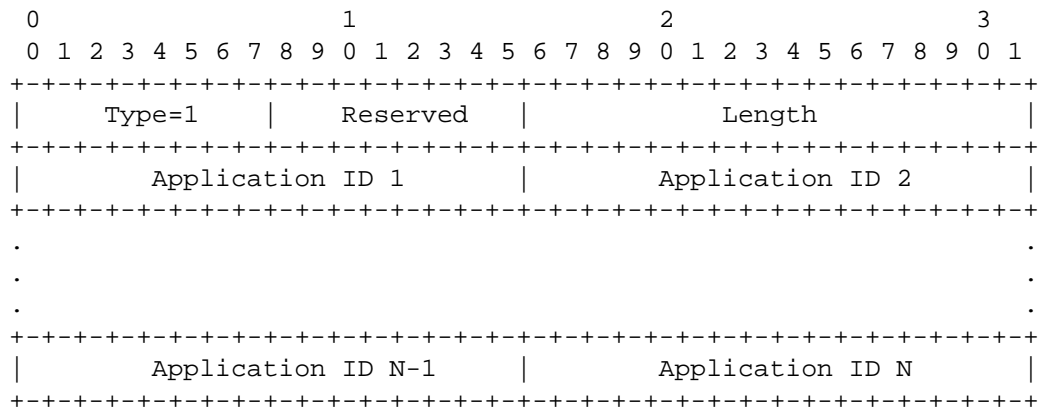 0                   1                   2                   3
 0 1 2 3 4 5 6 7 8 9 0 1 2 3 4 5 6 7 8 9 0 1 2 3 4 5 6 7 8 9 0 1
+-+-+-+-+-+-+-+-+-+-+-+-+-+-+-+-+-+-+-+-+-+-+-+-+-+-+-+-+-+-+-+-+
|     Type=1    |    Reserved   |            Length             |
+-+-+-+-+-+-+-+-+-+-+-+-+-+-+-+-+-+-+-+-+-+-+-+-+-+-+-+-+-+-+-+-+
|        Application ID 1       |        Application ID 2       |
+-+-+-+-+-+-+-+-+-+-+-+-+-+-+-+-+-+-+-+-+-+-+-+-+-+-+-+-+-+-+-+-+
.                                                               .
.                                                               .
.                                                               .
+-+-+-+-+-+-+-+-+-+-+-+-+-+-+-+-+-+-+-+-+-+-+-+-+-+-+-+-+-+-+-+-+
|        Application ID N-1     |        Application ID N       |
+-+-+-+-+-+-+-+-+-+-+-+-+-+-+-+-+-+-+-+-+-+-+-+-+-+-+-+-+-+-+-+-+